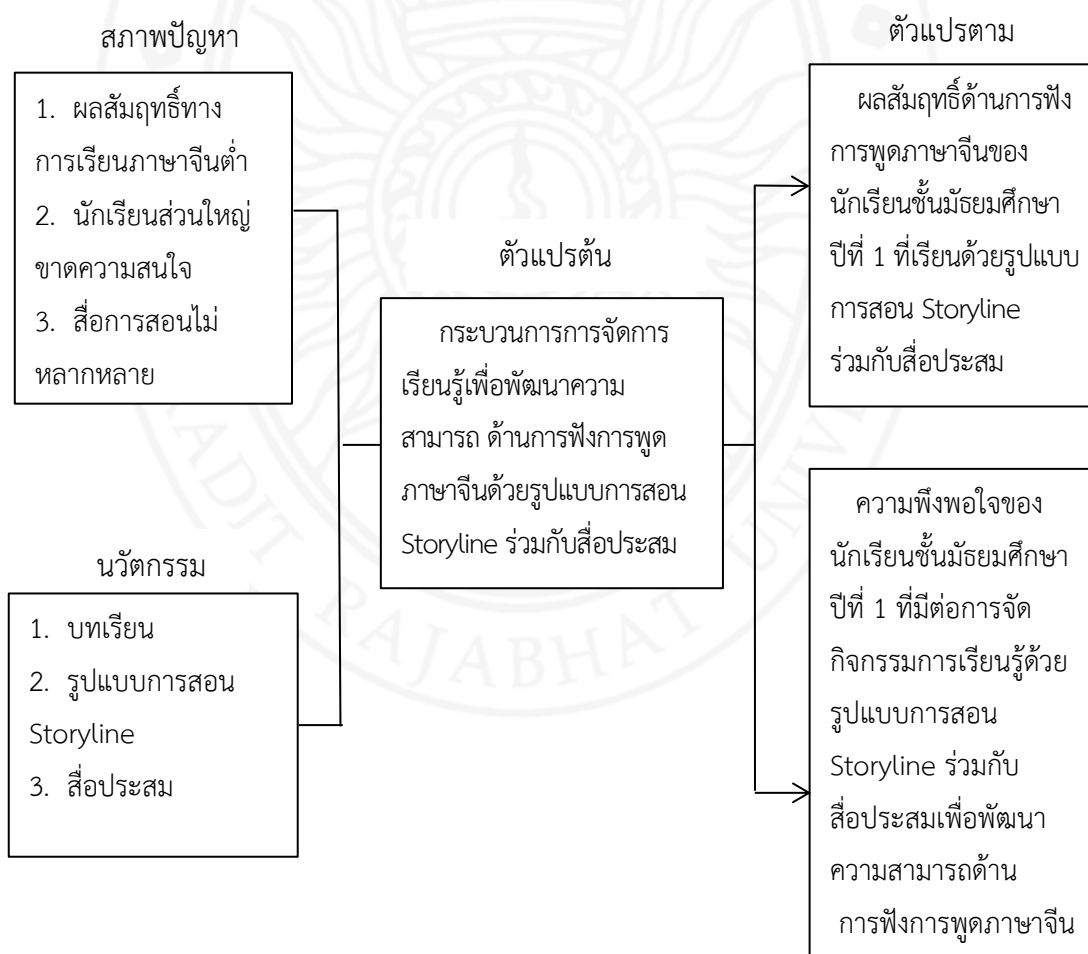 สภาพปัญหา
1. ผลสัมฤทธิ์ทาง
การเรียนภาษาจีนต่ำ
2. นักเรียนส่วนใหญ่
ขาดความสนใจ
3. สื่อการสอนไม่
หลากหลาย
นวัตกรรม
1. บทเรียน
2. รูปแบบการสอน
Storyline
3. สื่อประสม
ตัวแปรต้น
กระบวนการการจัดการ
เรียนรู้เพื่อพัฒนาความ
สามารถ ด้านการฟังการพูด
ภาษาจีนด้วยรูปแบบการสอน
Storyline ร่วมกับสื่อประสม
ตัวแปรตาม
ผลสัมฤทธิ์ด้านการฟัง
การพูดภาษาจีนของ
นักเรียนชั้นมัธยมศึกษา
ปีที่ 1 ที่เรียนด้วยรูปแบบ
การสอน Storyline
ร่วมกับสื่อประสม
ความพึงพอใจของ
นักเรียนชั้นมัธยมศึกษา
ปีที่ 1 ที่มีต่อการจัด
กิจกรรมการเรียนรู้ด้วย
รูปแบบการสอน
Storyline ร่วมกับ
สื่อประสมเพื่อพัฒนา
ความสามารถด้าน
การฟังการพูดภาษาจีน
RAJABHAT